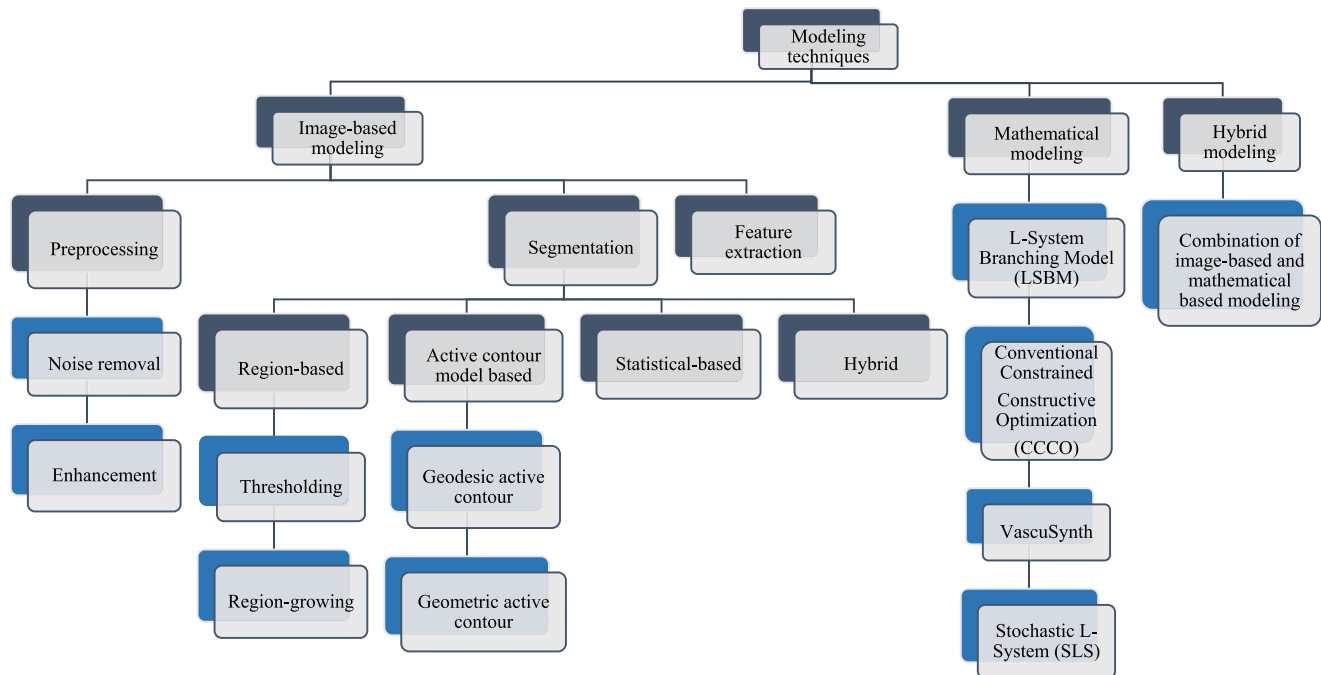 Modeling
techniques
Image-based
modeling
Mathematical
modeling
Hybrid
modeling
Preprocessing
Segmentation
Feature
extraction
L-System
Branching Model
(LSBM)
Combination of
image-based and
mathematical
based modeling
Noise removal
Region-based
Active contour
model based
Statistical-based
Hybrid
Conventional
Constrained
Constructive
Optimization
(CCCO)
Enhancement
Thresholding
Geodesic active
contour
VascuSynth
Region-growing
Geometric active
contour
Stochastic L-
System (SLS)